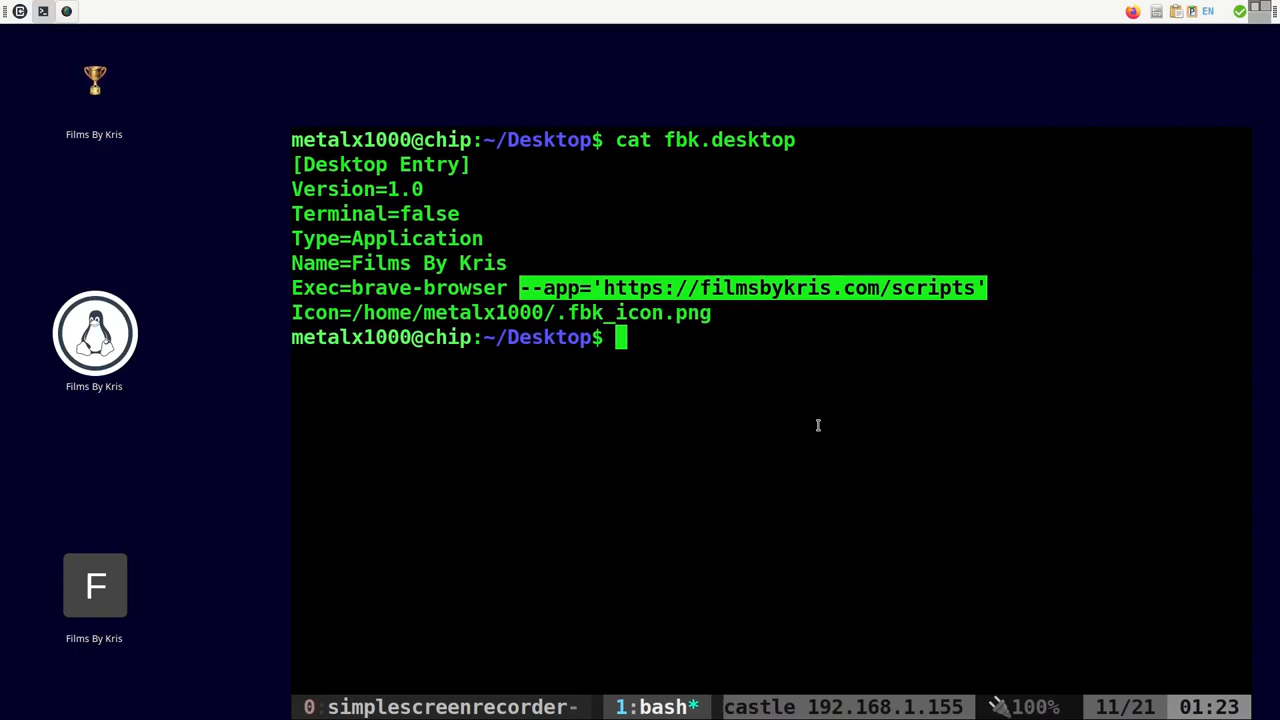 EN
Films By Kris
metalx1000@chip:~/Desktop$ cat fbk.desktop
[Desktop Entry]
Version=1.0
Terminal=false
Type=Application
Name=Films By Kris
Exec=brave-browser --app='https://filmsbykris.com/scripts'
Icon=/home/metalx1000/.fbk_icon.png
metalx1000@chip:~/Desktop$
Films By Kris
F
Films By Kris
0 simplescreenrecorder- 1:bash* castle 192.168.1.155 100% 11/21 01:23